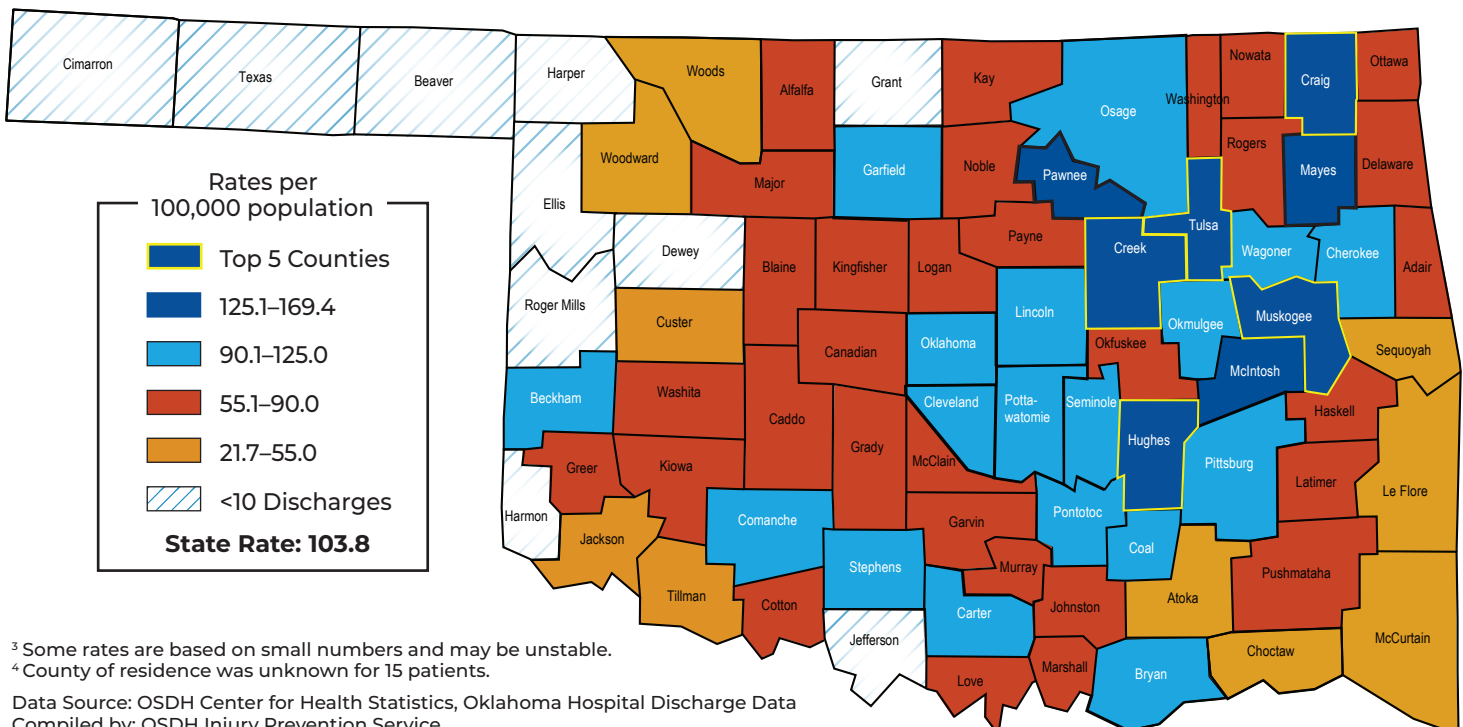 Cimarron
Texas
Beaver
Harper
Woods
Alfalfa
Grant
Kay
Osage
Washington
Nowata
Craig
Ottawa
Woodward
Major
Garfield
Noble
Pawnee
Rogers
Mayes
Delaware
Ellis
Dewey
Blaine
Kingfisher
Logan
Payne
Creek
Tulsa
Wagoner
Cherokee
Adair
Roger Mills
Custer
Canadian
Oklahoma
Lincoln
Okfuskee
Okmulgee
Muskogee
McIntosh
Sequoyah
Beckham
Washita
Caddo
Grady
McClain
Cleveland
Potta-
watomie
Seminole
Hughes
Pittsburg
Haskell
Latimer
Le Flore
Greer
Kiowa
Harmon
Jackson
Comanche
Garvin
Pontotoc
Coal
Tillman
Cotton
Stephens
Murray
Carter
Johnston
Atoka
Pushmataha
Jefferson
Love
Marshall
Bryan
Choctaw
McCurtain
Rates per
100,000 population
Top 5 Counties
125.1–169.4
90.1–125.0
55.1–90.0
21.7–55.0
<10 Discharges
State Rate: 103.8
³ Some rates are based on small numbers and may be unstable.
⁴ County of residence was unknown for 15 patients.
Data Source: OSDH Center for Health Statistics, Oklahoma Hospital Discharge Data
Compiled by: OSDH Injury Prevention Service